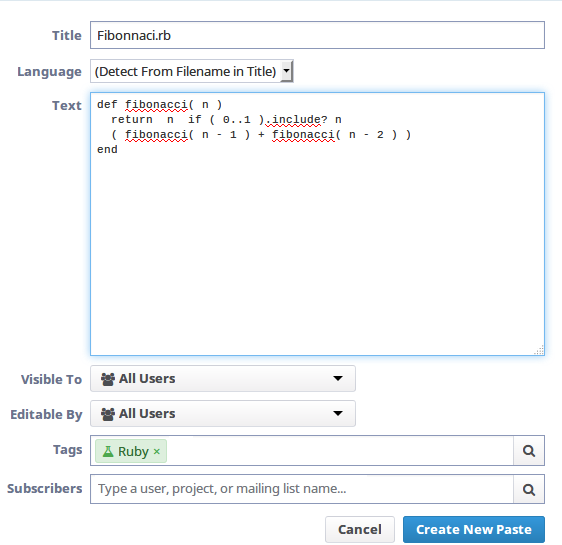 Title Fibonnaci.rb
Language (Detect From Filename in Title)
Text
def fibonacci( n )
  return  n  if ( 0..1 ).include? n
  ( fibonacci( n - 1 ) + fibonacci( n - 2 ) )
end
Visible To All Users
Editable By All Users
Tags Ruby ×
Subscribers Type a user, project, or mailing list name...
Cancel Create New Paste